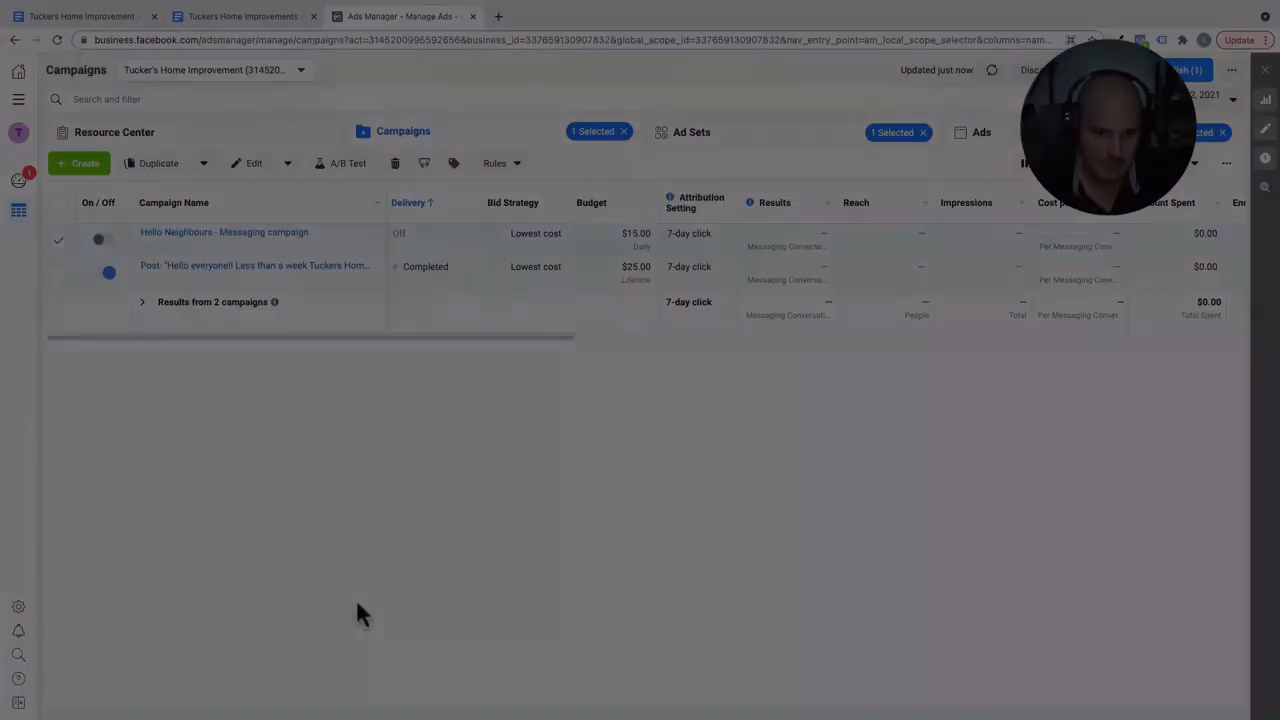 Tuckers Home Improvement -
Tuckers Home Improvements
Ads Manager - Manage Ads -
business.facebook.com/adsmanager/manage/campaigns?act=3145200995592656&business_id=337659130907832&global_scope_id=337659130907832&nav_entry_point=am_local_scope_selector&columns=nam...
Update
Campaigns
Tucker's Home Improvement (314520...
Updated just now
Disc
sh (1)
Search and filter
2, 2021
T
1
Resource Center
Campaigns
1 Selected
Ad Sets
1 Selected
Ads
cted
+ Create
Duplicate
Edit
A/B Test
Rules
On / Off
Campaign Name
Delivery
Bid Strategy
Budget
Attribution Setting
Results
Reach
Impressions
Cost p
unt Spent
Enc
Hello Neighbours - Messaging campaign
Off
Lowest cost
$15.00
Daily
7-day click
—
Messaging Conversa...
—
—
—
Per Messaging Conv...
$0.00
Post: "Hello everyone!! Less than a week Tuckers Hom...
Completed
Lowest cost
$25.00
Lifetime
7-day click
—
Messaging Conversa...
—
—
—
Per Messaging Conv...
$0.00
Results from 2 campaigns
7-day click
—
Messaging Conversati...
—
People
—
Total
—
Per Messaging Conver...
$0.00
Total Spent